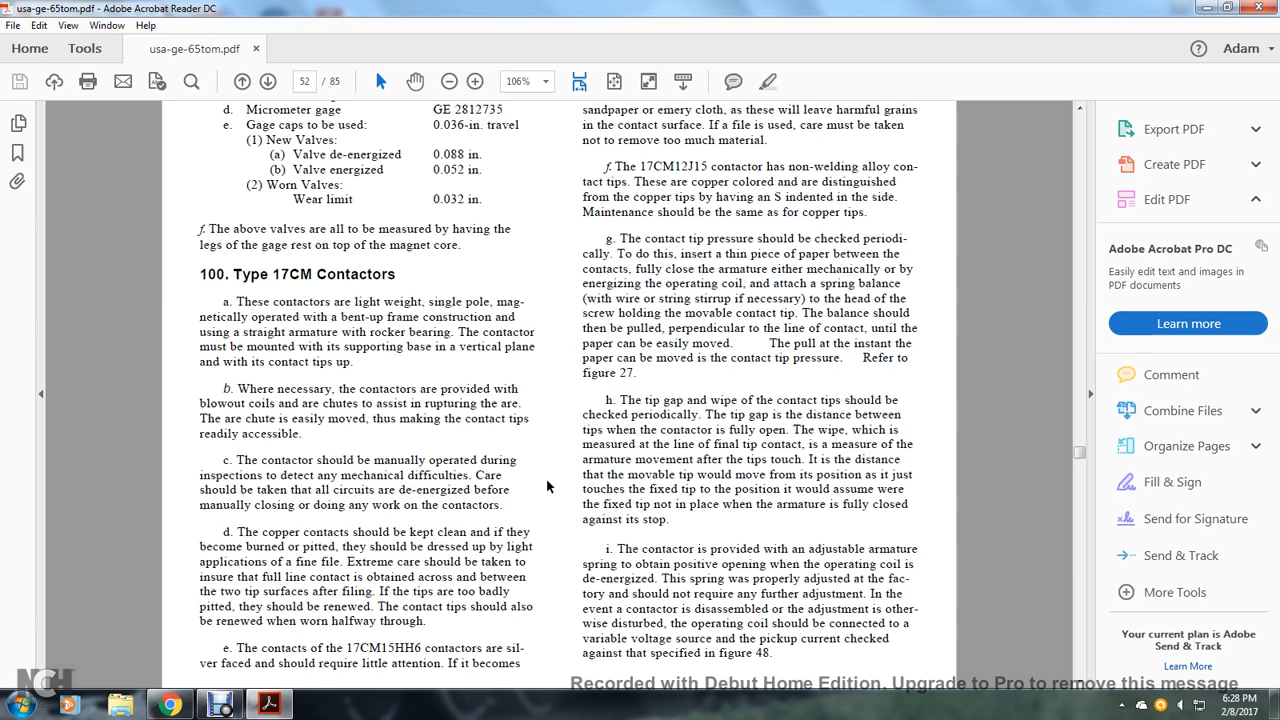 usa-ge-65tom.pdf - Adobe Acrobat Reader DC
File Edit View Window Help
Home Tools usa-ge-65tom.pdf × ? Adam
52 / 85 106%
d. Micrometer gage GE 2812735
e. Gage caps to be used: 0.036-in. travel
(1) New Valves:
(a) Valve de-energized 0.088 in.
(b) Valve energized 0.052 in.
(2) Worn Valves:
Wear limit 0.032 in.
f. The above valves are all to be measured by having the
legs of the gage rest on top of the magnet core.
100. Type 17CM Contactors
a. These contactors are light weight, single pole, mag-
netically operated with a bent-up frame construction and
using a straight armature with rocker bearing. The contactor
must be mounted with its supporting base in a vertical plane
and with its contact tips up.
b. Where necessary, the contactors are provided with
blowout coils and are chutes to assist in rupturing the are.
The are chute is easily moved, thus making the contact tips
readily accessible.
c. The contactor should be manually operated during
inspections to detect any mechanical difficulties. Care
should be taken that all circuits are de-energized before
manually closing or doing any work on the contactors.
d. The copper contacts should be kept clean and if they
become burned or pitted, they should be dressed up by light
applications of a fine file. Extreme care should be taken to
insure that full line contact is obtained across and between
the two tip surfaces after filing. If the tips are too badly
pitted, they should be renewed. The contact tips should also
be renewed when worn halfway through.
e. The contacts of the 17CM15HH6 contactors are sil-
ver faced and should require little attention. If it becomes
sandpaper or emery cloth, as these will leave harmful grains
in the contact surface. If a file is used, care must be taken
not to remove too much material.
f. The 17CM12J15 contactor has non-welding alloy con-
tact tips. These are copper colored and are distinguished
from the copper tips by having an S indented in the side.
Maintenance should be the same as for copper tips.
g. The contact tip pressure should be checked periodi-
cally. To do this, insert a thin piece of paper between the
contacts, fully close the armature either mechanically or by
energizing the operating coil, and attach a spring balance
(with wire or string stirrup if necessary) to the head of the
screw holding the movable contact tip. The balance should
then be pulled, perpendicular to the line of contact, until the
paper can be easily moved. The pull at the instant the
paper can be moved is the contact tip pressure. Refer to
figure 27.
h. The tip gap and wipe of the contact tips should be
checked periodically. The tip gap is the distance between
tips when the contactor is fully open. The wipe, which is
measured at the line of final tip contact, is a measure of the
armature movement after the tips touch. It is the distance
that the movable tip would move from its position as it just
touches the fixed tip to the position it would assume were
the fixed tip not in place when the armature is fully closed
against its stop.
i. The contactor is provided with an adjustable armature
spring to obtain positive opening when the operating coil is
de-energized. This spring was properly adjusted at the fac-
tory and should not require any further adjustment. In the
event a contactor is disassembled or the adjustment is other-
wise disturbed, the operating coil should be connected to a
variable voltage source and the pickup current checked
against that specified in figure 48.
Export PDF
Create PDF
Edit PDF
Adobe Acrobat Pro DC
Easily edit text and images in
PDF documents
Learn more
Comment
Combine Files
Organize Pages
Fill & Sign
Send for Signature
Send & Track
More Tools
Your current plan is Adobe
Send & Track
Learn More
NCH
Recorded with Debut Home Edition. Upgrade to Pro to remove this message
6:28 PM
2/8/2017